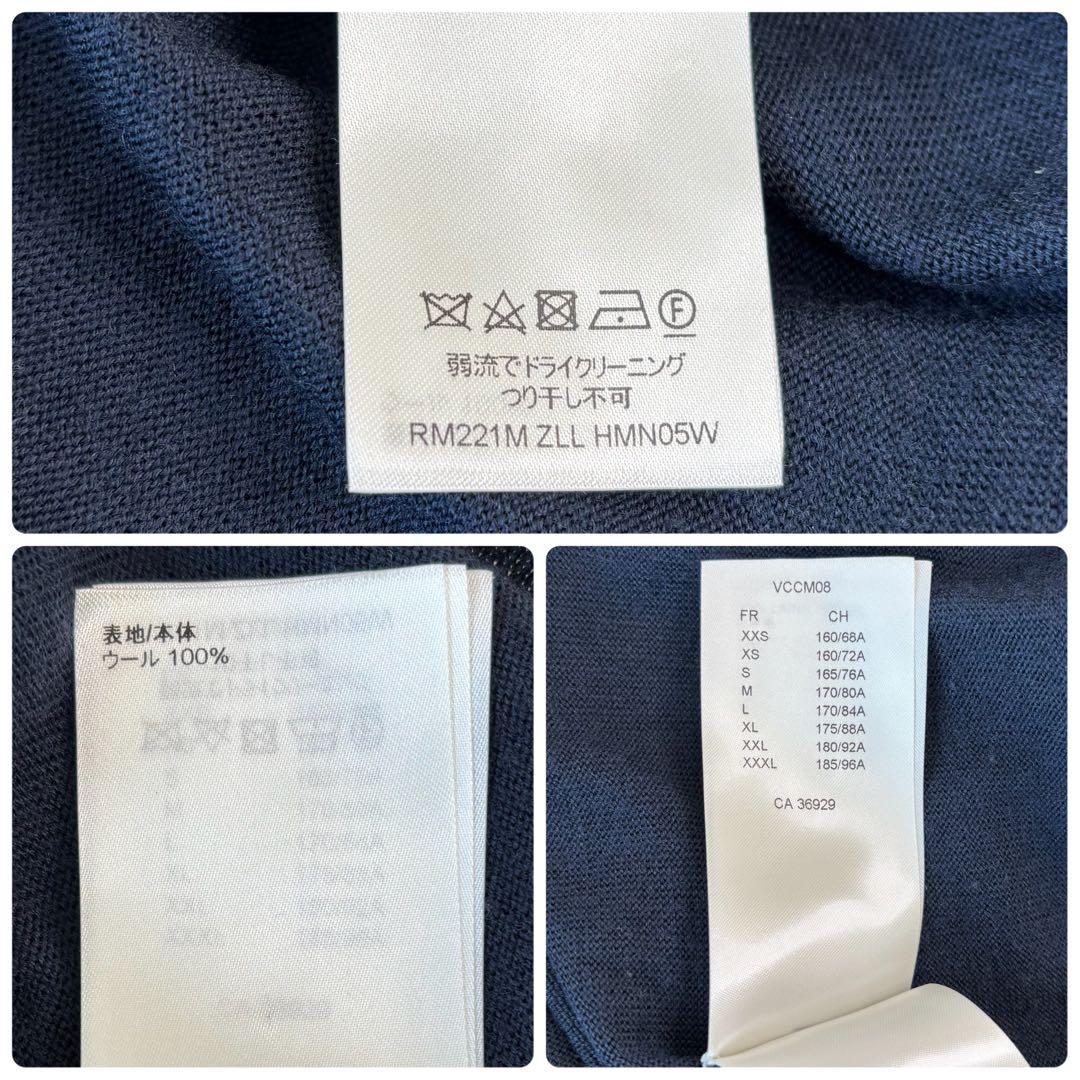 F
弱流でドライクリーニング
つり干し不可
RM221M ZLL HMN05W
表地/本体
ウール 100%
VCCM08
FR CH
XXS 160/68A
XS 160/72A
S 165/76A
M 170/80A
L 170/84A
XL 175/88A
XXL 180/92A
XXXL 185/96A
CA 36929